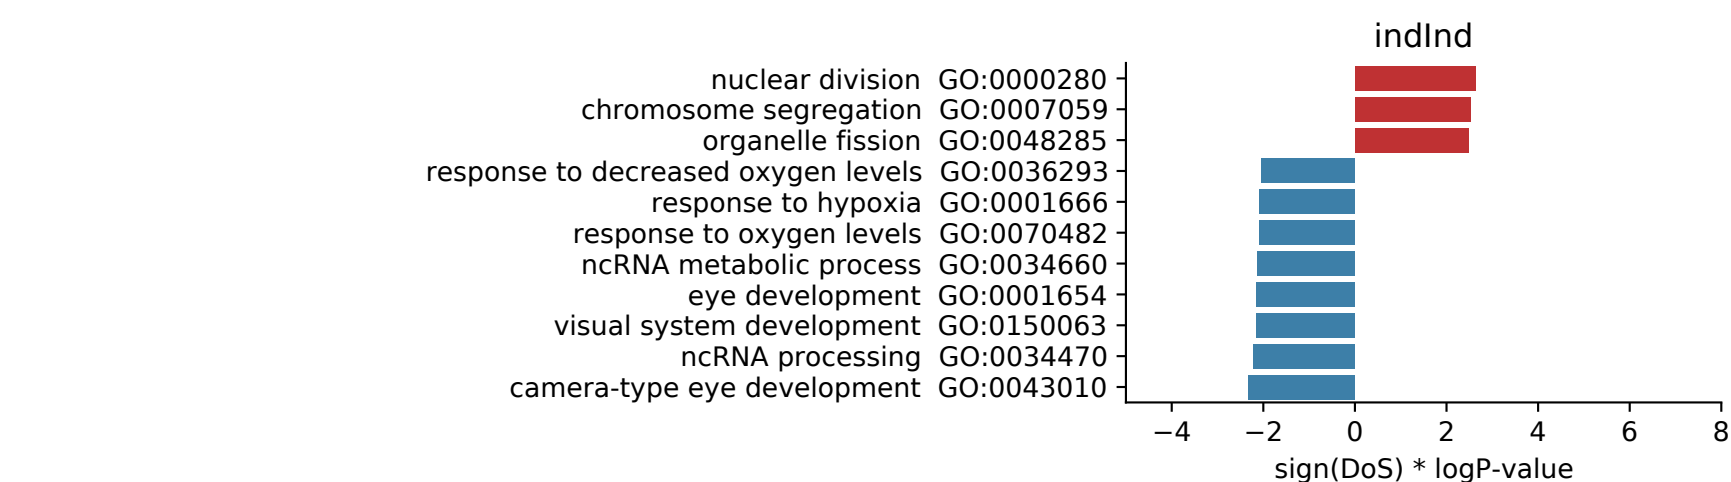 indInd
nuclear division GO:0000280
chromosome segregation GO:0007059
organelle fission GO:0048285
response to decreased oxygen levels GO:0036293
response to hypoxia GO:0001666
response to oxygen levels GO:0070482
ncRNA metabolic process GO:0034660
eye development GO:0001654
visual system development GO:0150063
ncRNA processing GO:0034470
camera-type eye development GO:0043010
−4 −2 0 2 4 6 8
sign(DoS) * logP-value